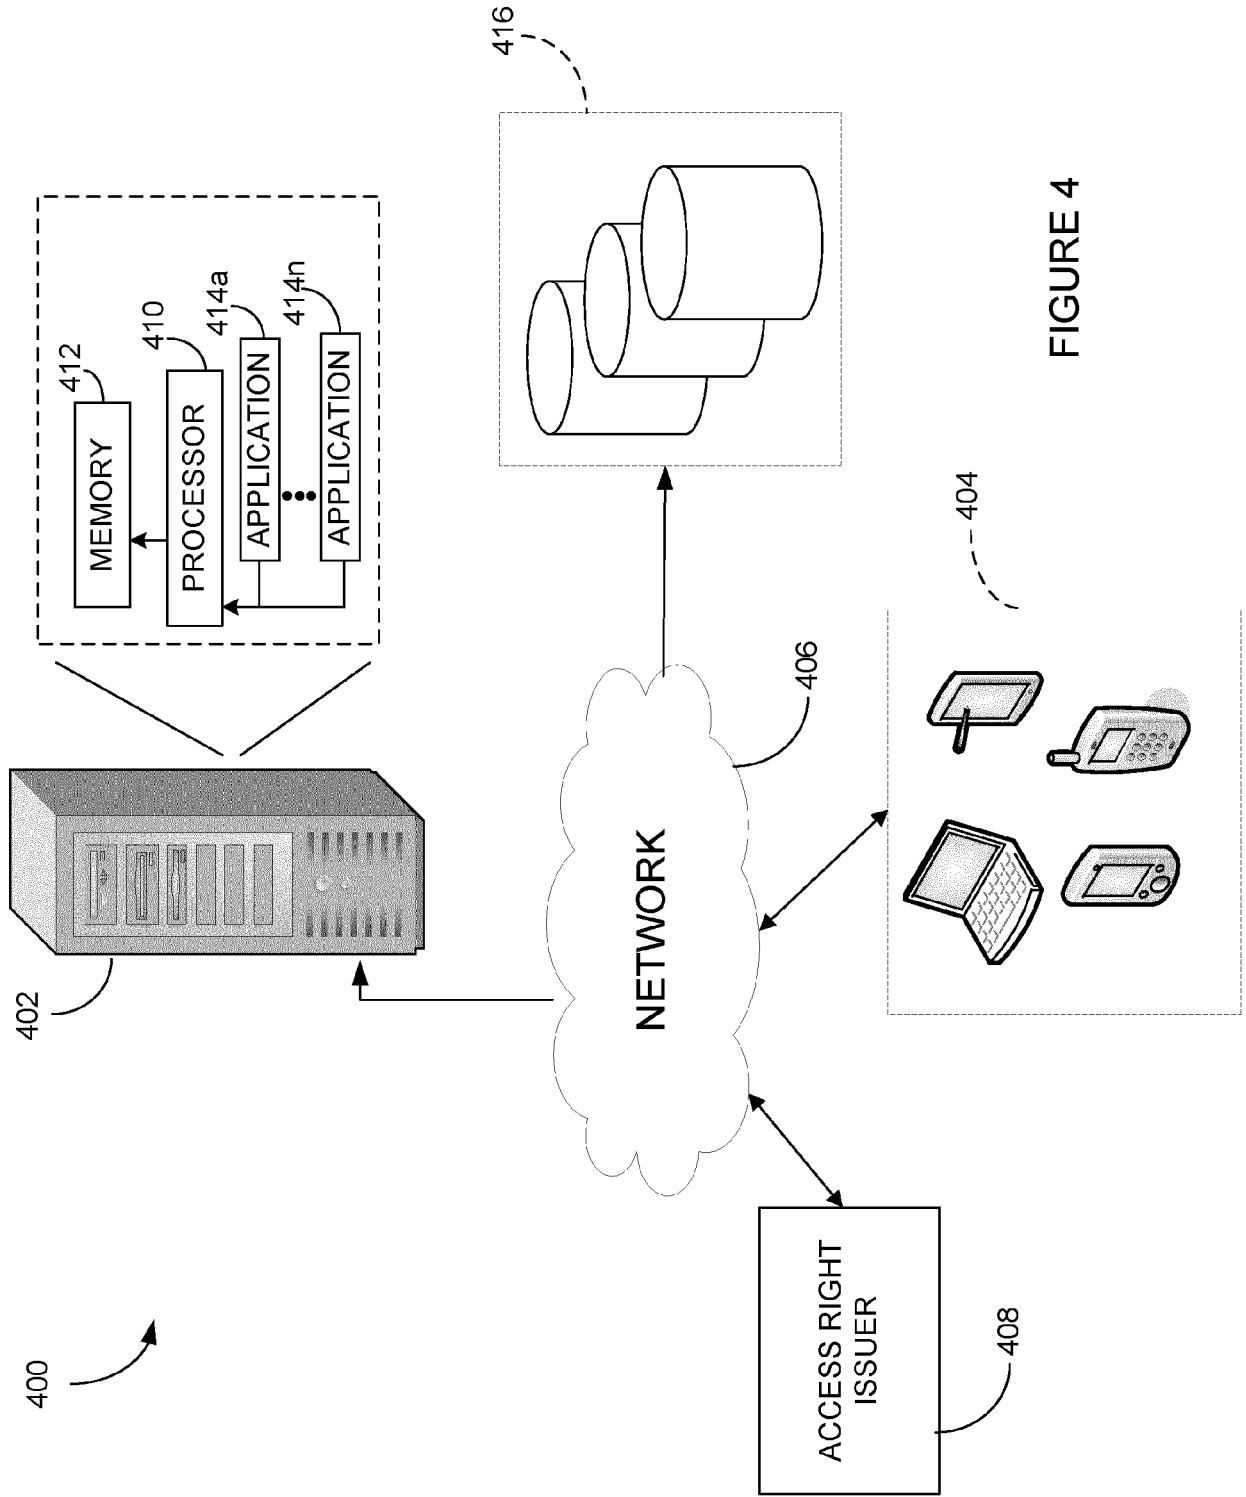 400
402
MEMORY
412
PROCESSOR
410
APPLICATION
414a
APPLICATION
414n
NETWORK
406
416
ACCESS RIGHT
ISSUER
408
404
FIGURE 4